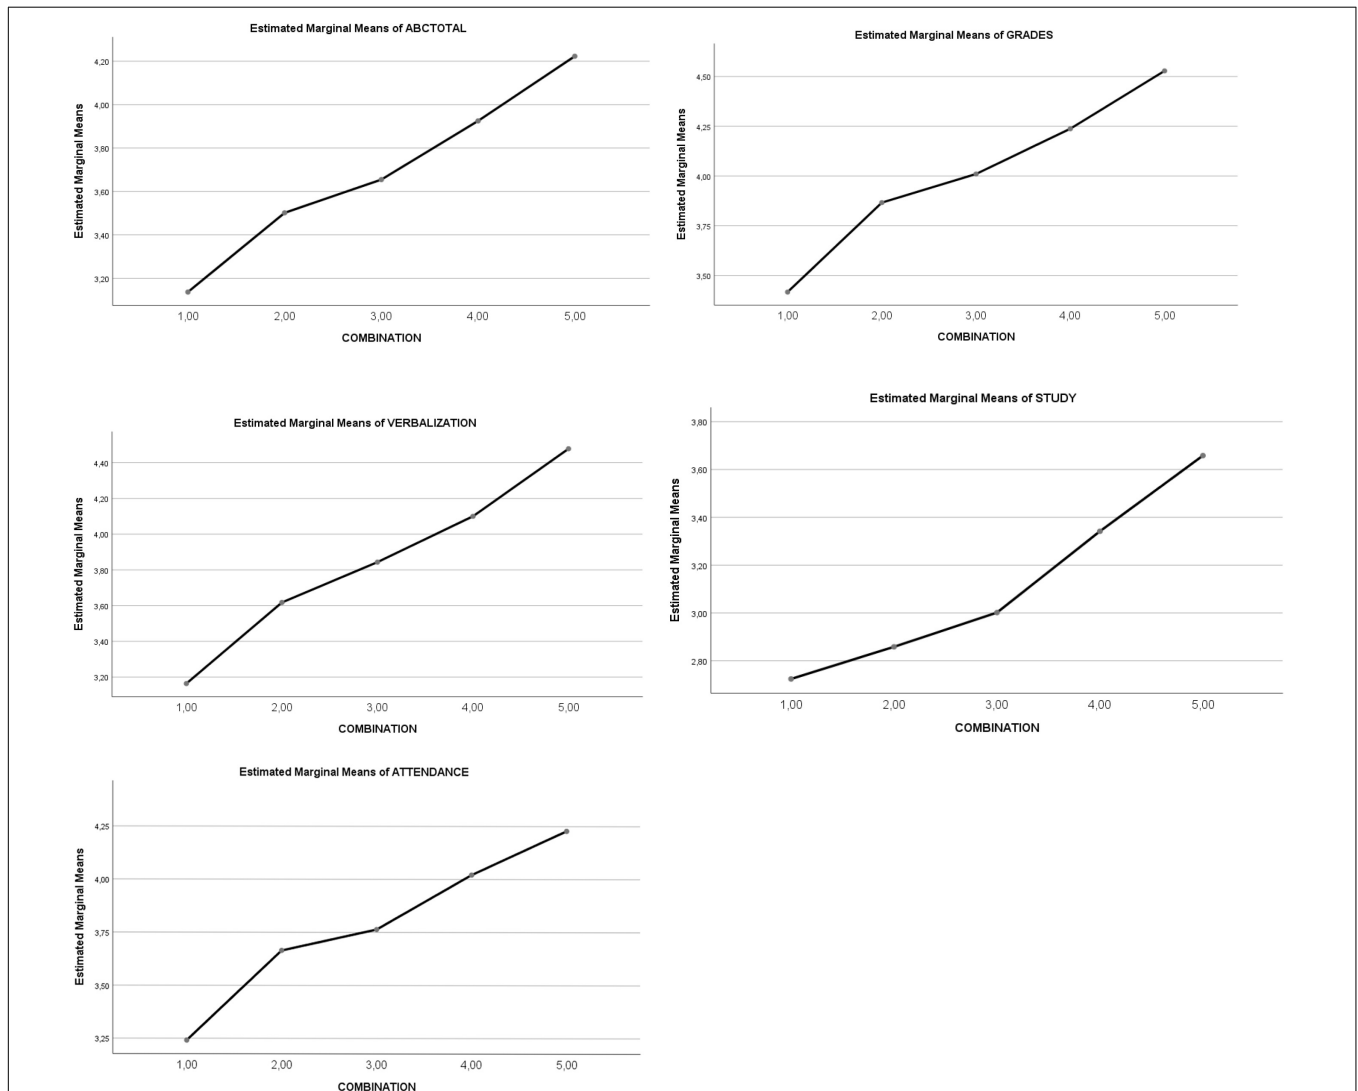 Estimated Marginal Means of ABCTOTAL
Estimated Marginal Means
4,20
4,00
3,80
3,60
3,40
3,20
1,00 2,00 3,00 4,00 5,00
COMBINATION
Estimated Marginal Means of GRADES
Estimated Marginal Means
4,50
4,25
4,00
3,75
3,50
1,00 2,00 3,00 4,00 5,00
COMBINATION
Estimated Marginal Means of VERBALIZATION
Estimated Marginal Means
4,40
4,20
4,00
3,80
3,60
3,40
3,20
1,00 2,00 3,00 4,00 5,00
COMBINATION
Estimated Marginal Means of STUDY
Estimated Marginal Means
3,80
3,60
3,40
3,20
3,00
2,80
1,00 2,00 3,00 4,00 5,00
COMBINATION
Estimated Marginal Means of ATTENDANCE
Estimated Marginal Means
4,25
4,00
3,75
3,50
3,25
1,00 2,00 3,00 4,00 5,00
COMBINATION